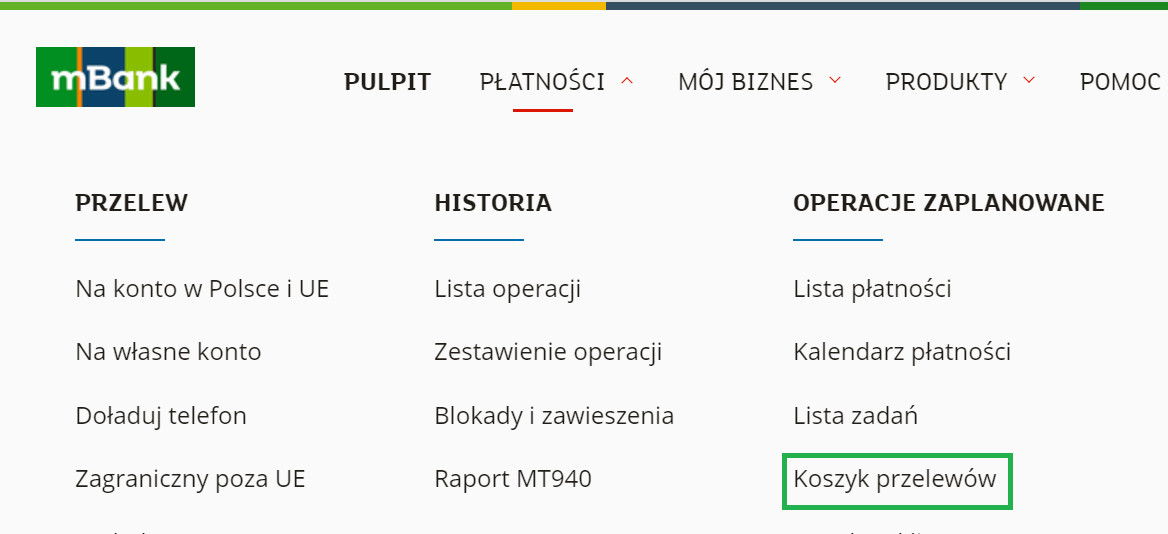 mBank
PULPIT
PŁATNOŚCI
MÓJ BIZNES
PRODUKTY
POMOC
PRZELEW
Na konto w Polsce i UE
Na własne konto
Doładuj telefon
Zagraniczny poza UE
HISTORIA
Lista operacji
Zestawienie operacji
Blokady i zawieszenia
Raport MT940
OPERACJE ZAPLANOWANE
Lista płatności
Kalendarz płatności
Lista zadań
Koszyk przelewów